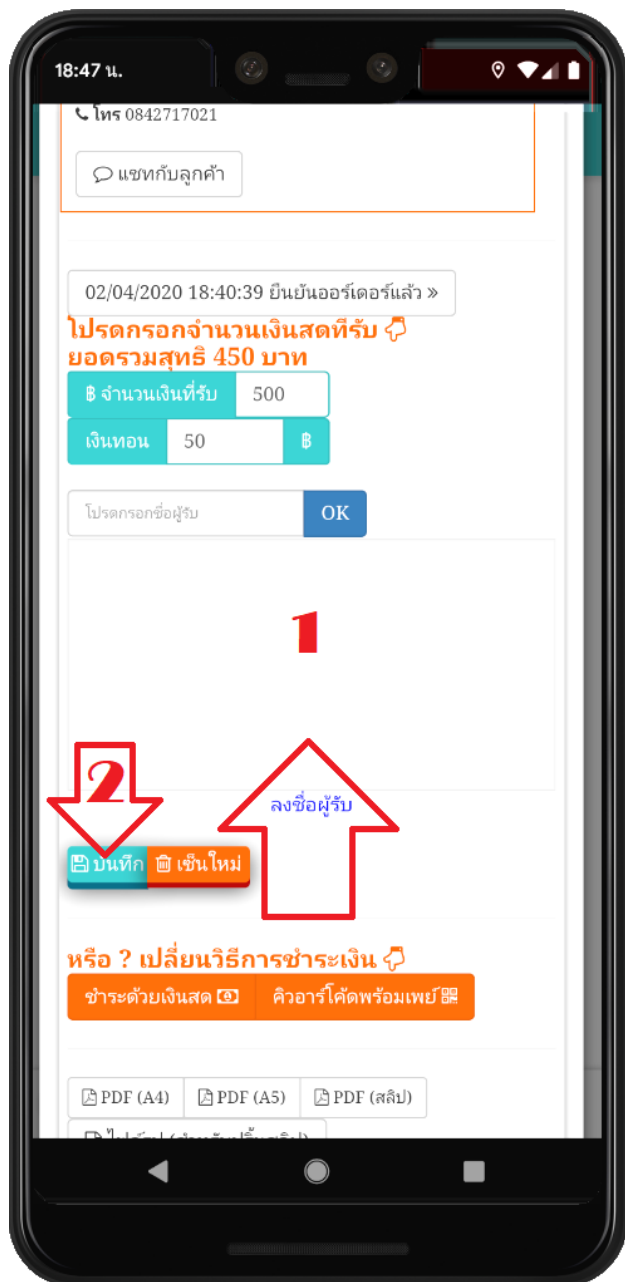 18:47 น.
โทร 0842717021
แชทกับลูกค้า
02/04/2020 18:40:39 ยืนยันออร์เดอร์แล้ว »
โปรดกรอกจำนวนเงินสดที่รับ
ยอดรวมสุทธิ 450 บาท
฿ จำนวนเงินที่รับ 500
เงินทอน 50 ฿
โปรดกรอกชื่อผู้รับ OK
1
2
ลงชื่อผู้รับ
บันทึก เซ็นใหม่
หรือ ? เปลี่ยนวิธีการชำระเงิน
ชำระด้วยเงินสด คิวอาร์โค้ดพร้อมเพย์
PDF (A4) PDF (A5) PDF (สลิป)